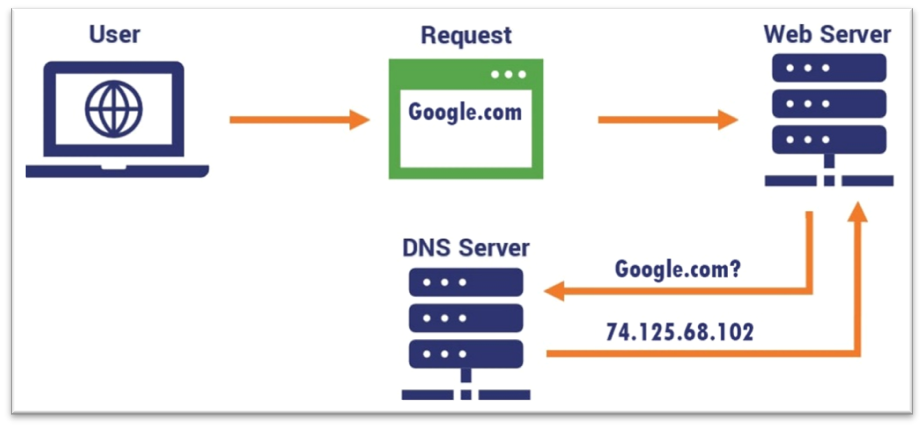 User
Request
Web Server
Google.com
DNS Server
Google.com?
74.125.68.102